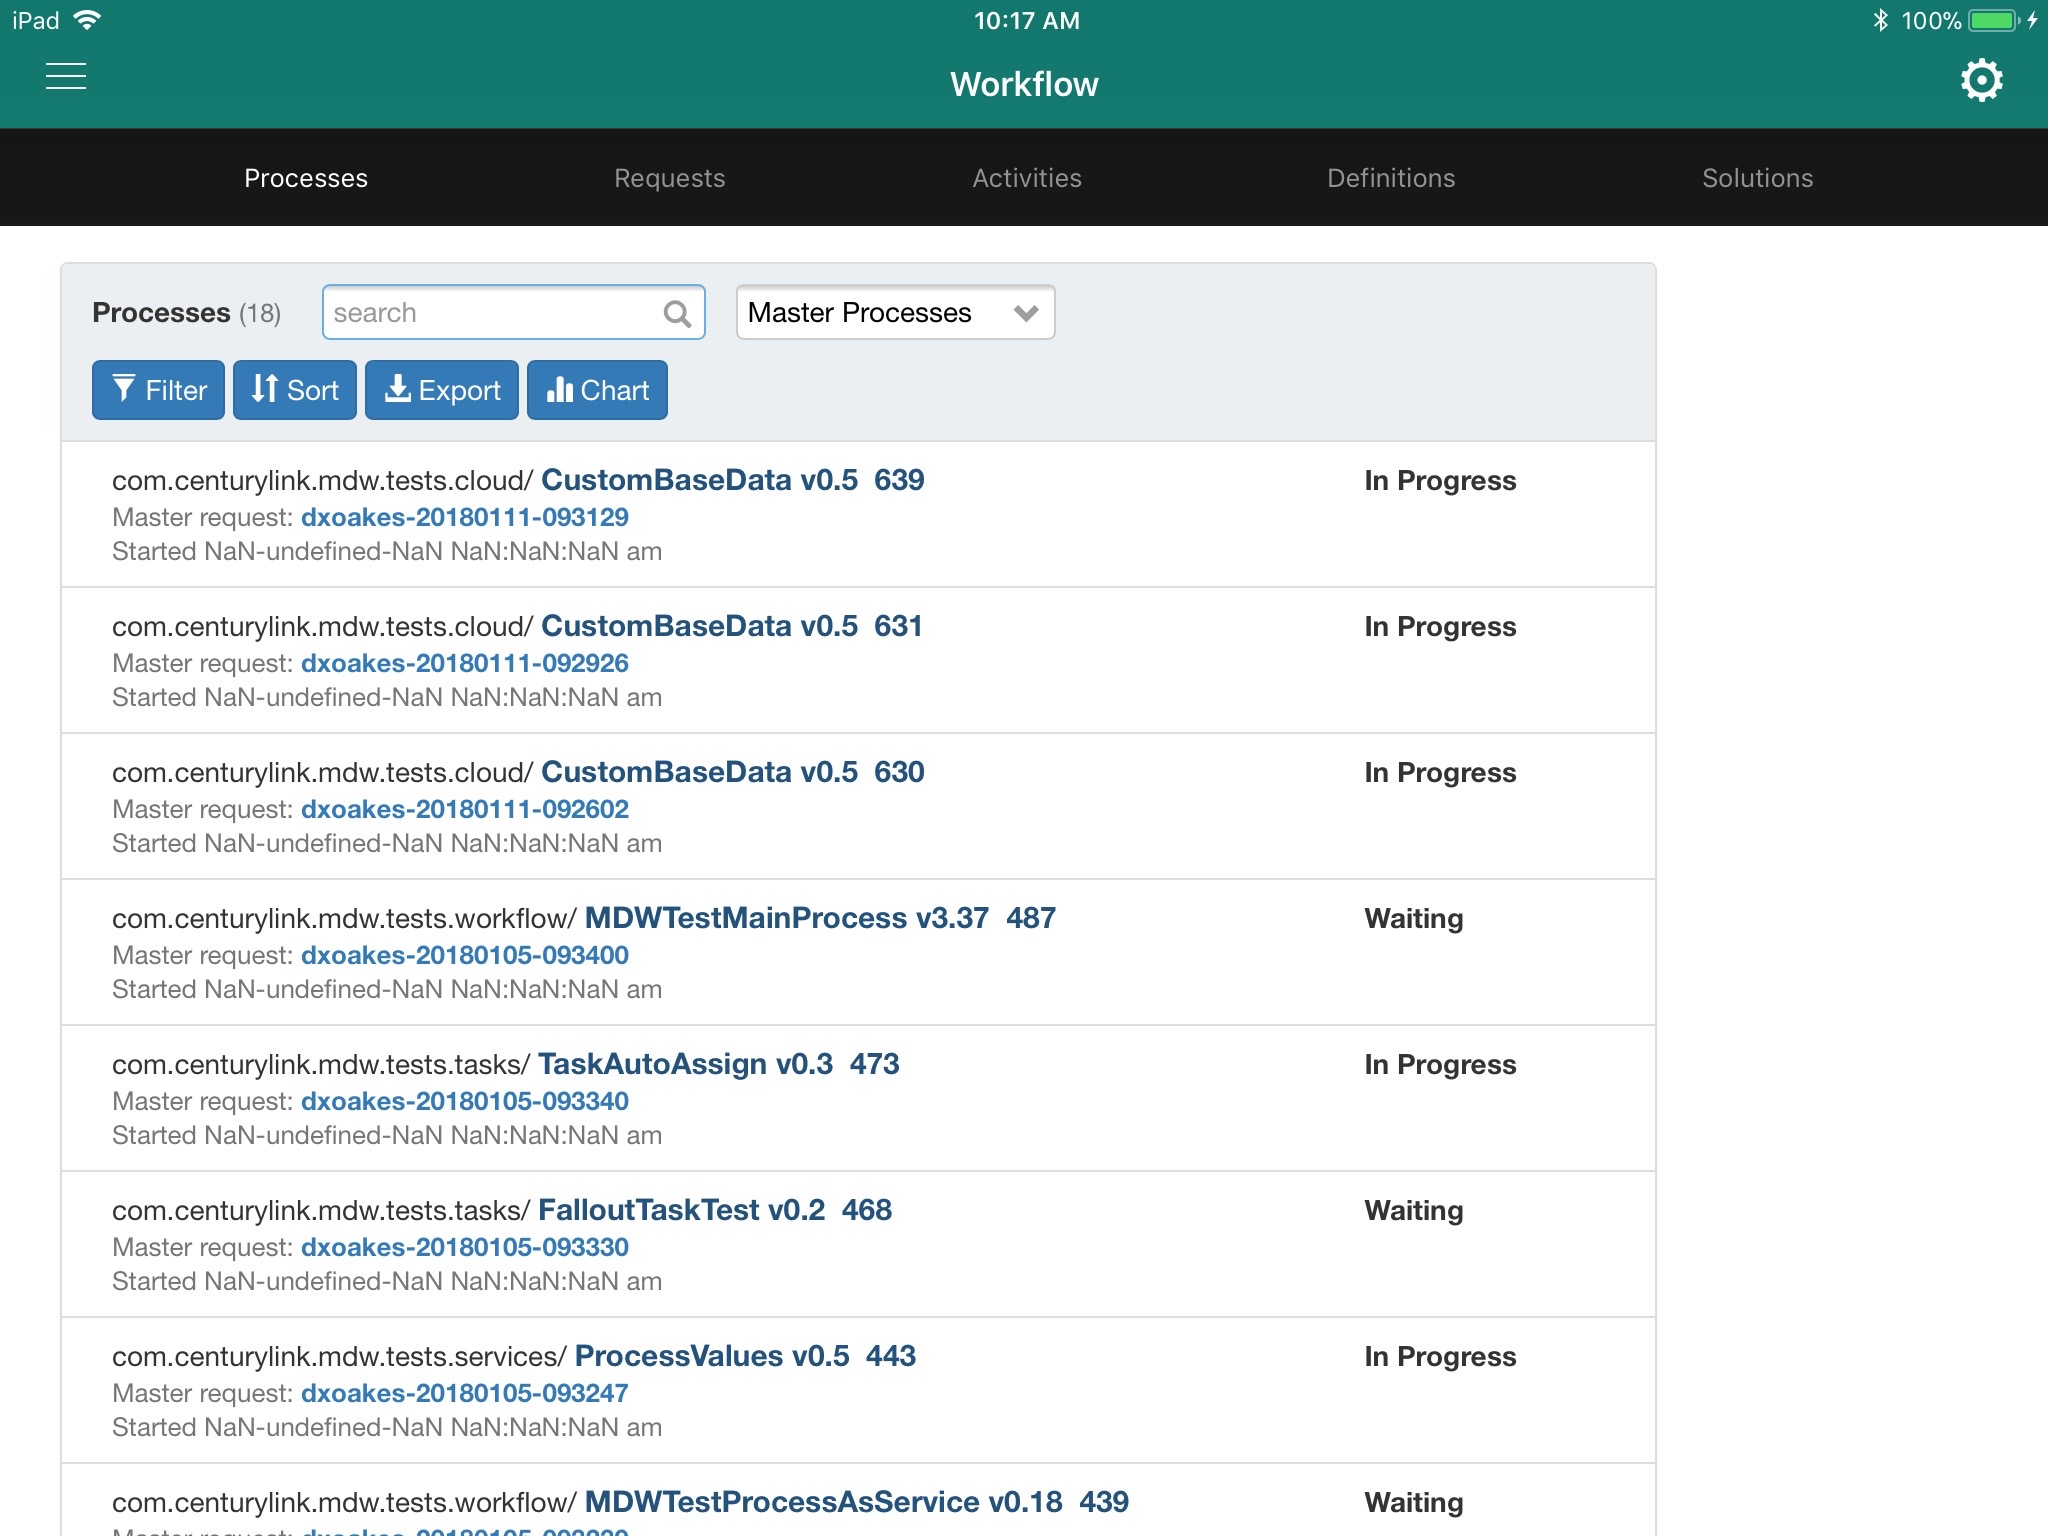 iPad 10:17 AM 100%
Workflow
Processes Requests Activities Definitions Solutions
Processes (18) search Master Processes
Filter Sort Export Chart
com.centurylink.mdw.tests.cloud/ CustomBaseData v0.5 639 In Progress
Master request: dxoakes-20180111-093129
Started NaN-undefined-NaN NaN:NaN:NaN am
com.centurylink.mdw.tests.cloud/ CustomBaseData v0.5 631 In Progress
Master request: dxoakes-20180111-092926
Started NaN-undefined-NaN NaN:NaN:NaN am
com.centurylink.mdw.tests.cloud/ CustomBaseData v0.5 630 In Progress
Master request: dxoakes-20180111-092602
Started NaN-undefined-NaN NaN:NaN:NaN am
com.centurylink.mdw.tests.workflow/ MDWTestMainProcess v3.37 487 Waiting
Master request: dxoakes-20180105-093400
Started NaN-undefined-NaN NaN:NaN:NaN am
com.centurylink.mdw.tests.tasks/ TaskAutoAssign v0.3 473 In Progress
Master request: dxoakes-20180105-093340
Started NaN-undefined-NaN NaN:NaN:NaN am
com.centurylink.mdw.tests.tasks/ FalloutTaskTest v0.2 468 Waiting
Master request: dxoakes-20180105-093330
Started NaN-undefined-NaN NaN:NaN:NaN am
com.centurylink.mdw.tests.services/ ProcessValues v0.5 443 In Progress
Master request: dxoakes-20180105-093247
Started NaN-undefined-NaN NaN:NaN:NaN am
com.centurylink.mdw.tests.workflow/ MDWTestProcessAsService v0.18 439 Waiting
Master request: